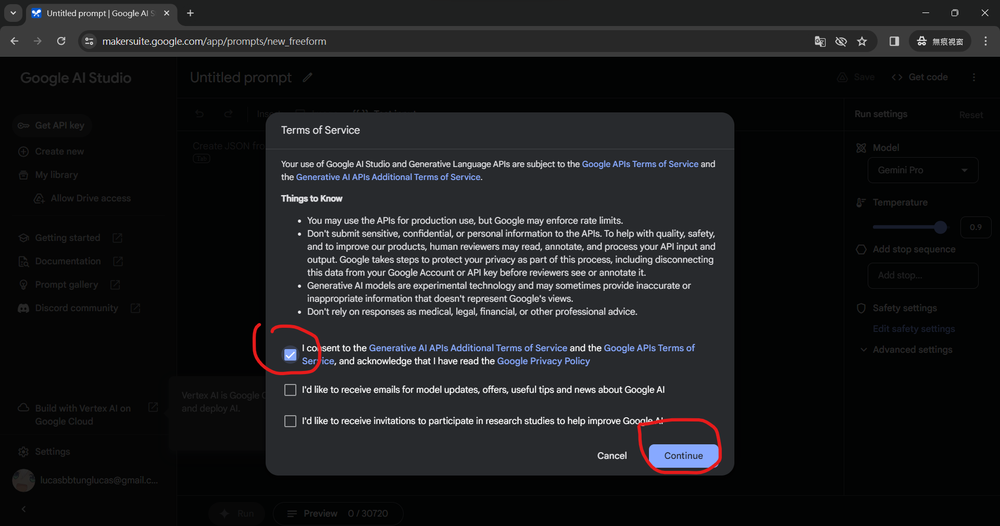 Untitled prompt | Google AI S
makersuite.google.com/app/prompts/new_freeform
無痕視窗
Google AI Studio
Untitled prompt
Save
Get code
Get API key
Create new
My library
Allow Drive access
Getting started
Documentation
Prompt gallery
Discord community
Build with Vertex AI on
Google Cloud
Settings
lucasbbtunglucas@gmail.c...
Create JSON fro
Tab
Vertex AI is Google C
and deploy AI.
Terms of Service
Your use of Google AI Studio and Generative Language APIs are subject to the Google APIs Terms of Service and
the Generative AI APIs Additional Terms of Service.
Things to Know
• You may use the APIs for production use, but Google may enforce rate limits.
• Don't submit sensitive, confidential, or personal information to the APIs. To help with quality, safety,
and to improve our products, human reviewers may read, annotate, and process your API input and
output. Google takes steps to protect your privacy as part of this process, including disconnecting
this data from your Google Account or API key before reviewers see or annotate it.
• Generative AI models are experimental technology and may sometimes provide inaccurate or
inappropriate information that doesn't represent Google's views.
• Don't rely on responses as medical, legal, financial, or other professional advice.
I consent to the Generative AI APIs Additional Terms of Service and the Google APIs Terms of
Service, and acknowledge that I have read the Google Privacy Policy
I'd like to receive emails for model updates, offers, useful tips and news about Google AI
I'd like to receive invitations to participate in research studies to help improve Google AI
Cancel
Continue
Run settings
Reset
Model
Gemini Pro
Temperature
0.9
Add stop sequence
Add stop...
Safety settings
Edit safety settings
Advanced settings
Run
Preview
0 / 30720